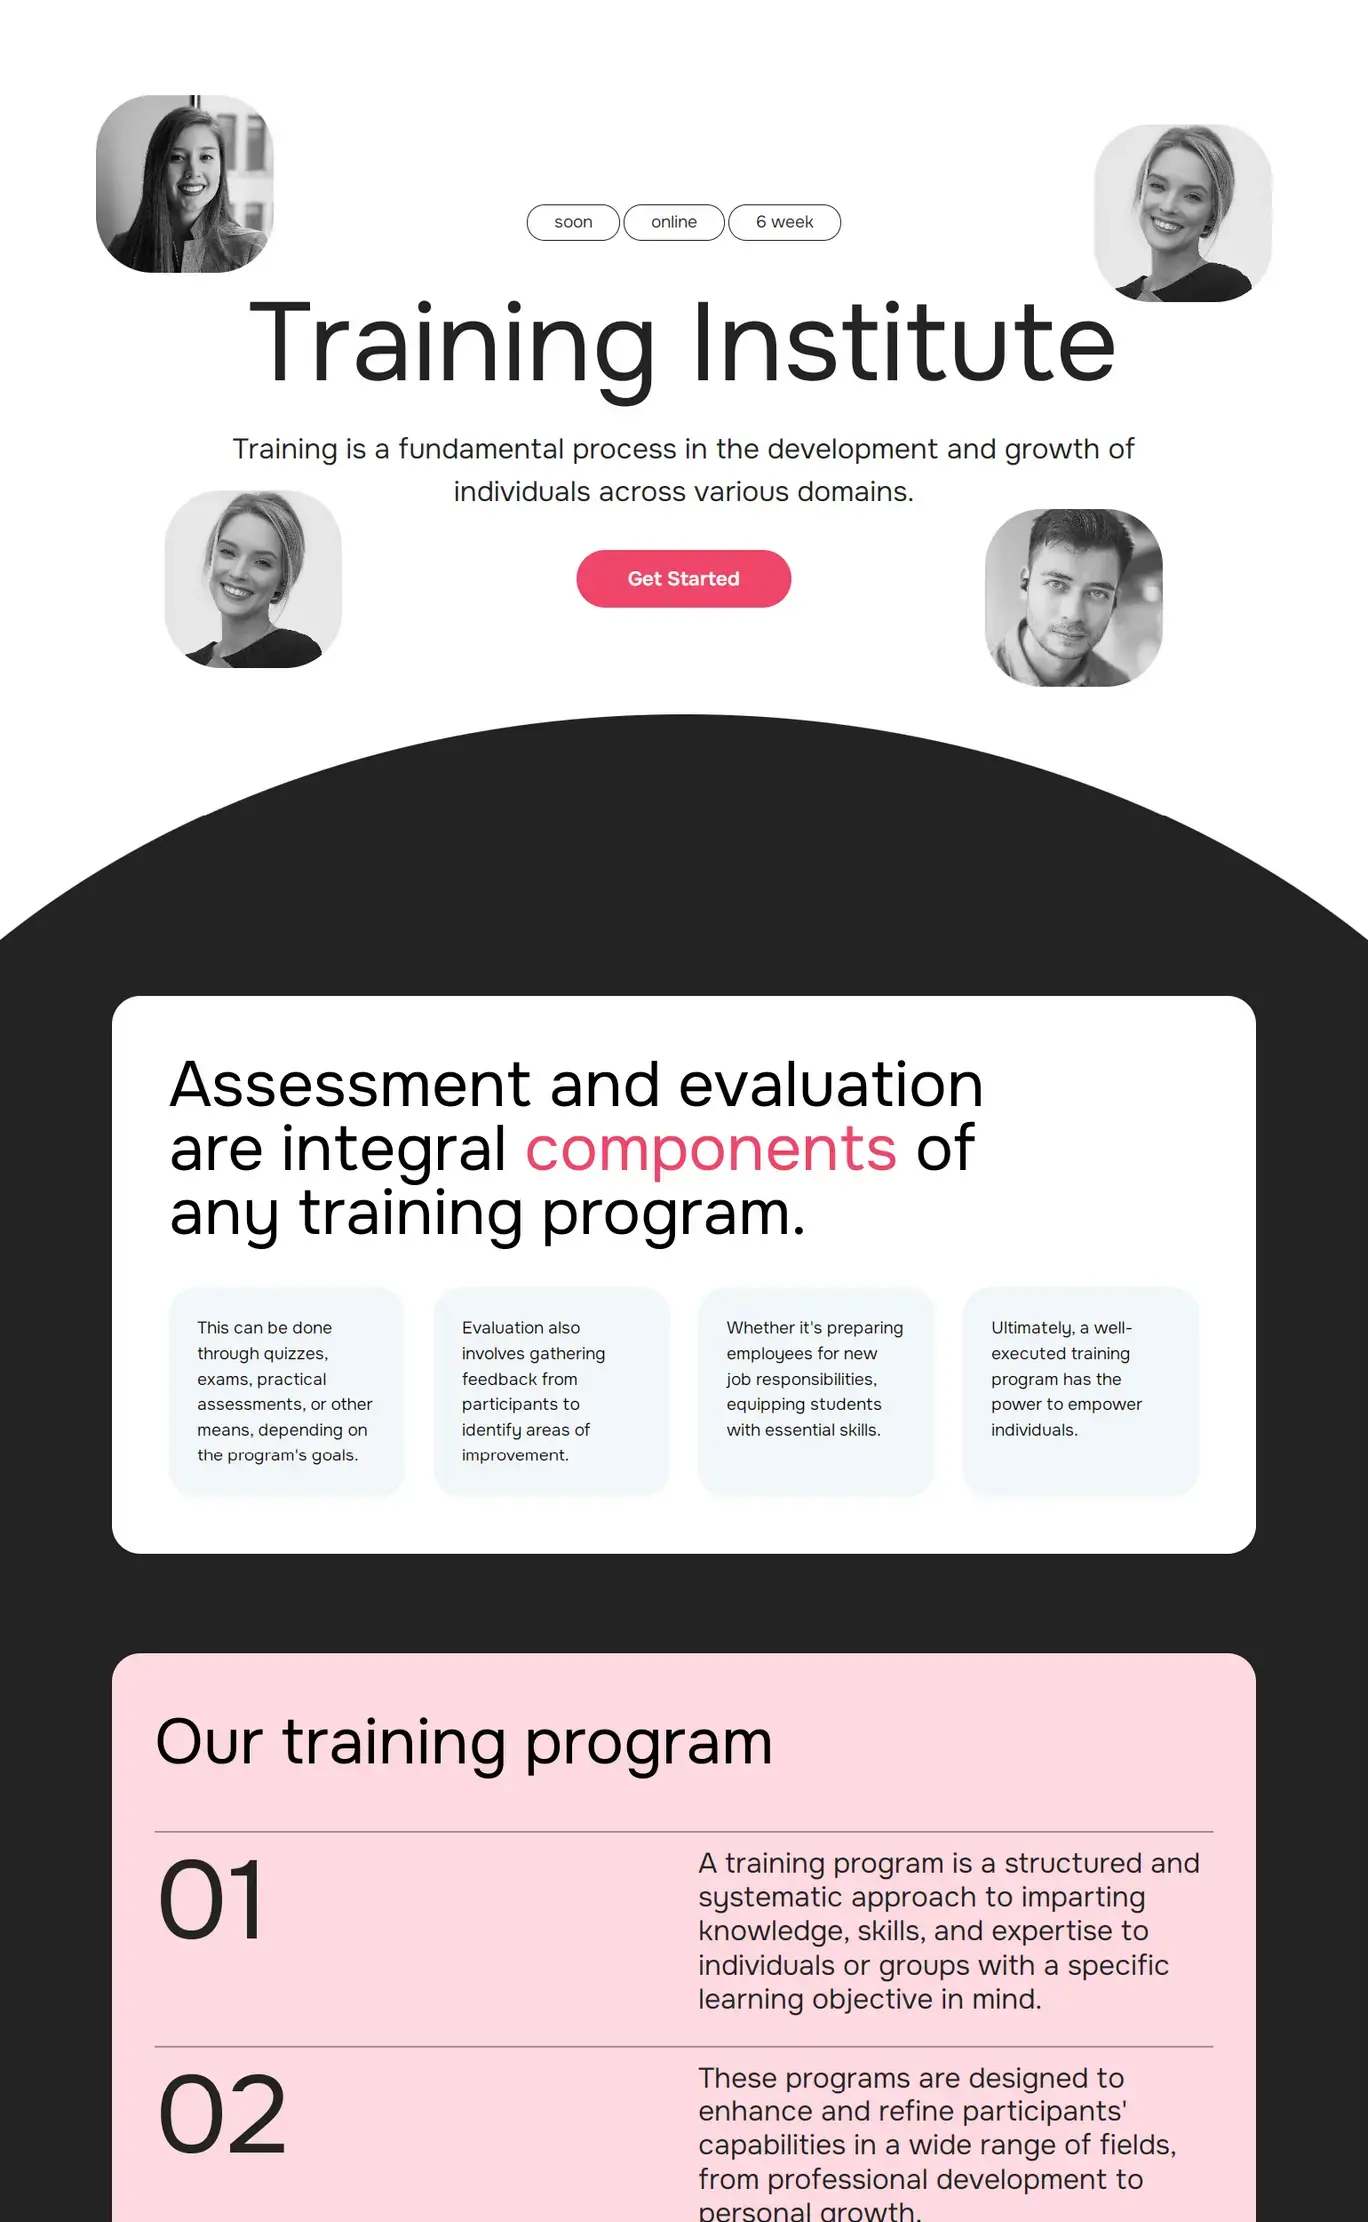 soon
online
6 week
Training Institute
Training is a fundamental process in the development and growth of
individuals across various domains.
Get Started
Assessment and evaluation
are integral components of
any training program.
This can be done
through quizzes,
exams, practical
assessments, or other
means, depending on
the program's goals.
Evaluation also
involves gathering
feedback from
participants to
identify areas of
improvement.
Whether it's preparing
employees for new
job responsibilities,
equipping students
with essential skills.
Ultimately, a well-
executed training
program has the
power to empower
individuals.
Our training program
01
A training program is a structured and
systematic approach to imparting
knowledge, skills, and expertise to
individuals or groups with a specific
learning objective in mind.
02
These programs are designed to
enhance and refine participants'
capabilities in a wide range of fields,
from professional development to
personal growth.